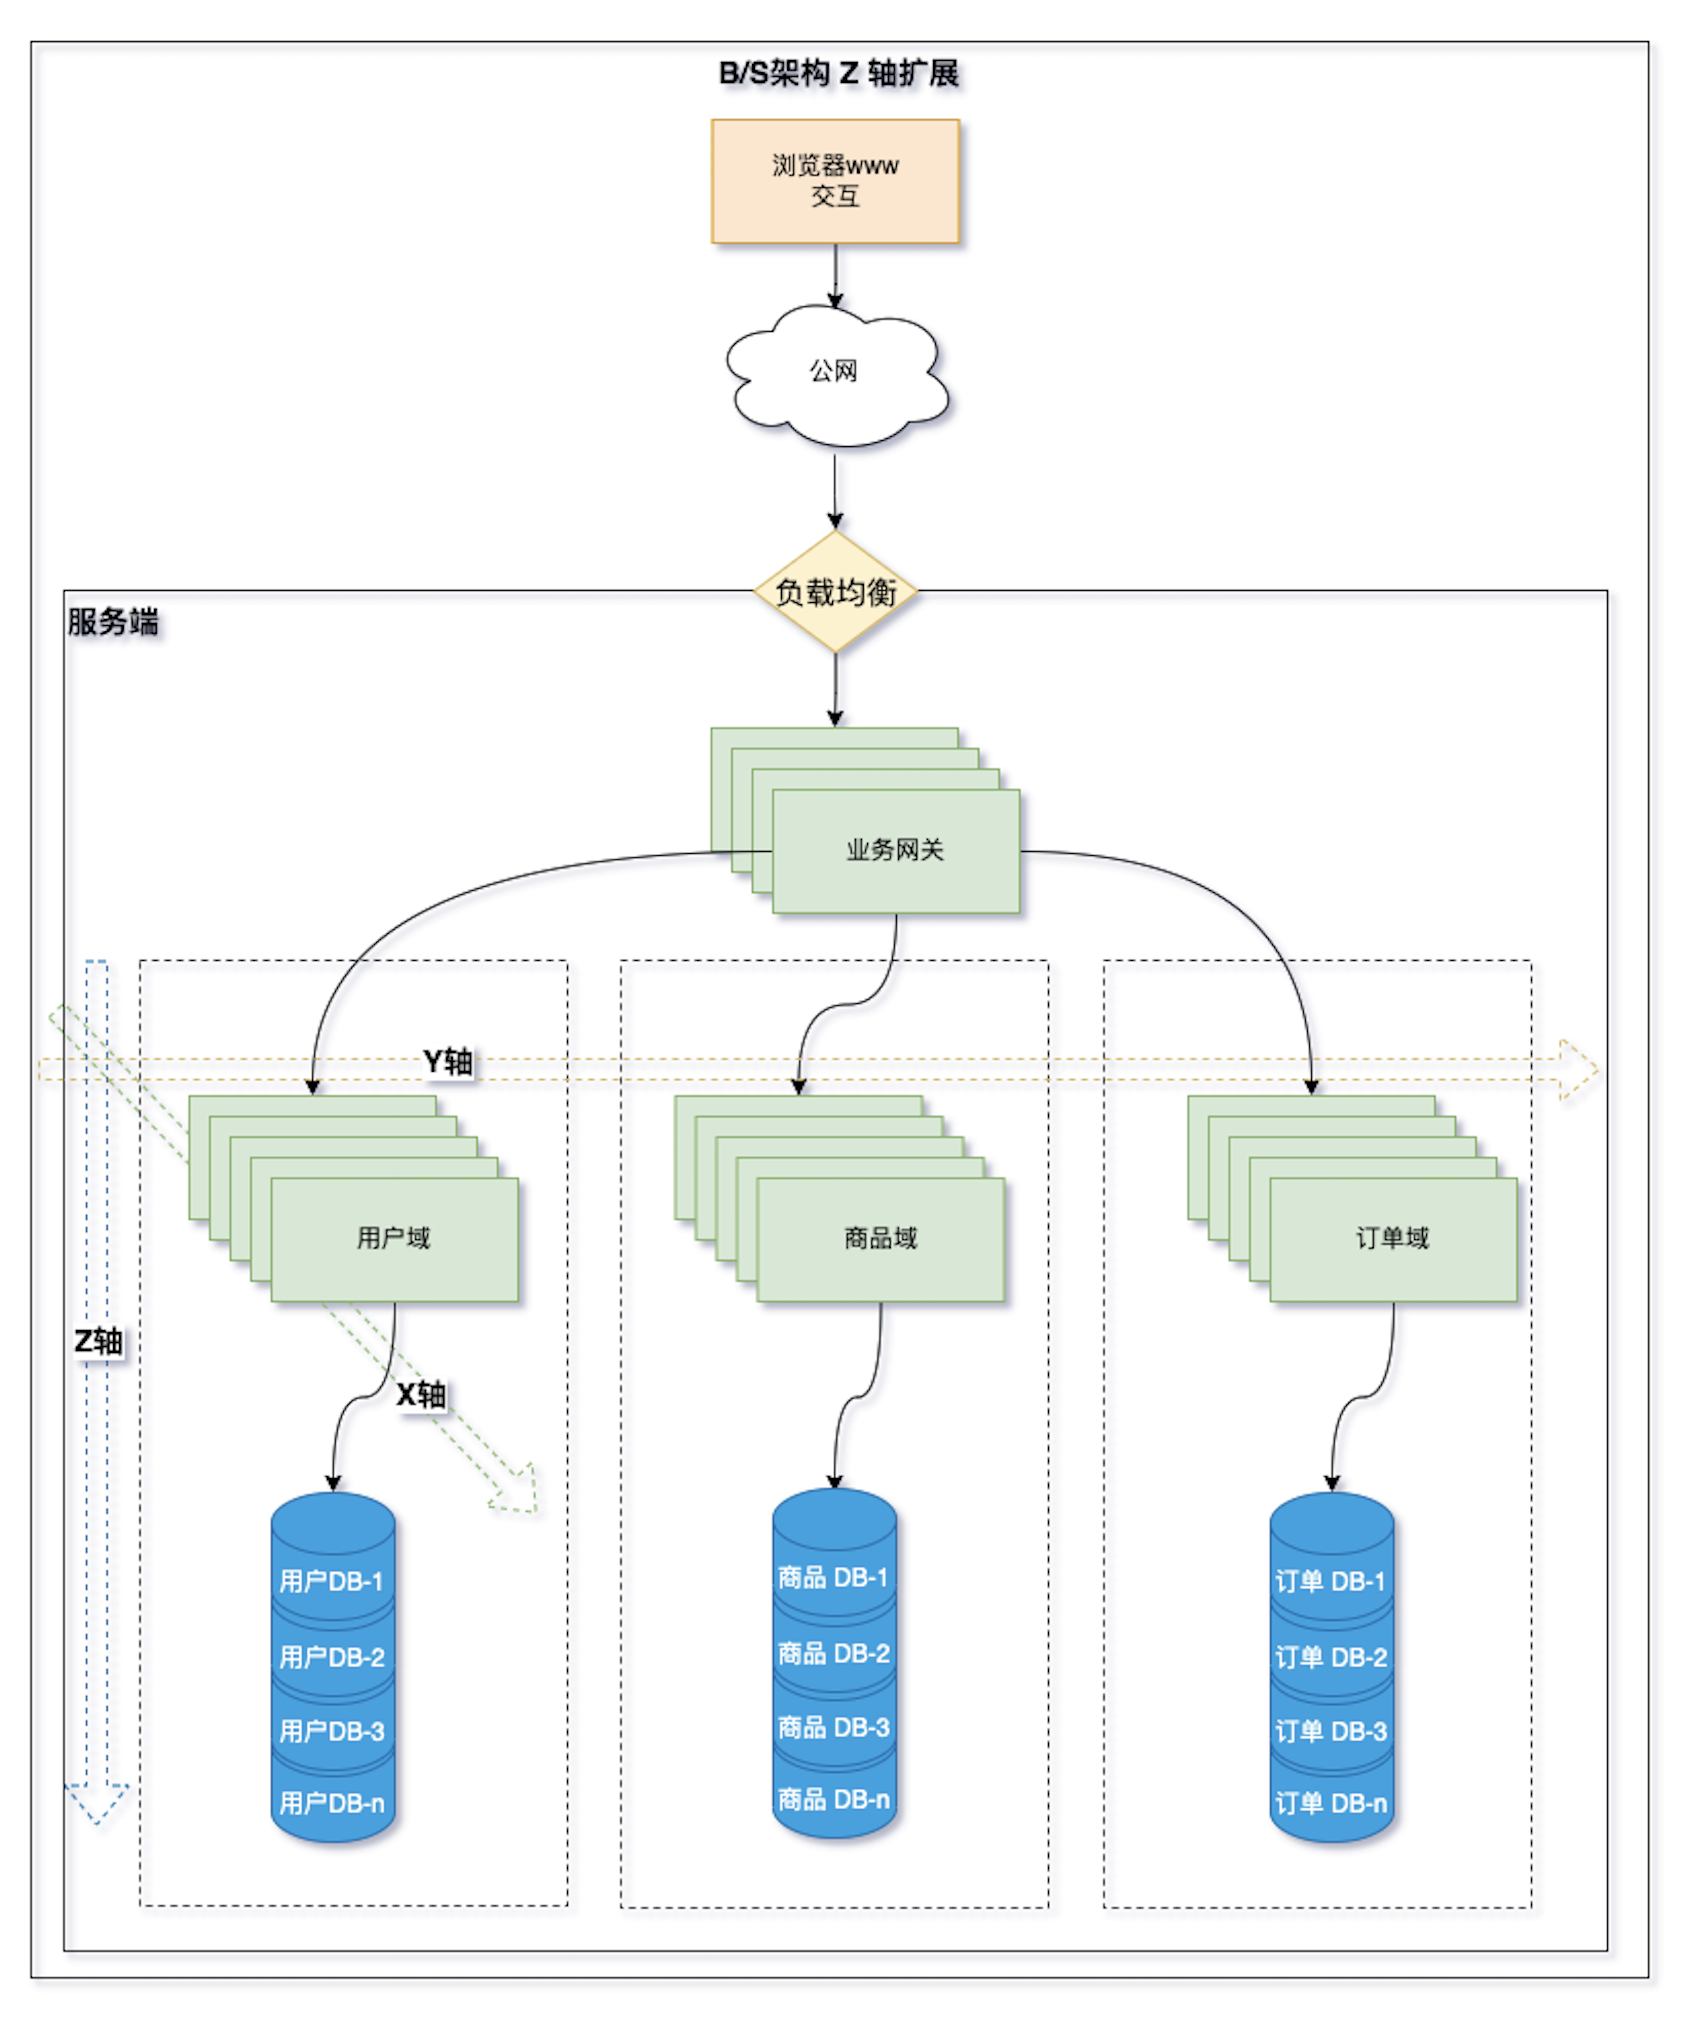 B/S架构 Z 轴扩展
浏览器www
交互
公网
负载均衡
服务端
业务网关
Y轴
用户域
商品域
订单域
Z轴
X轴
用户DB-1
用户DB-2
用户DB-3
用户DB-n
商品 DB-1
商品 DB-2
商品 DB-3
商品 DB-n
订单 DB-1
订单 DB-2
订单 DB-3
订单 DB-n